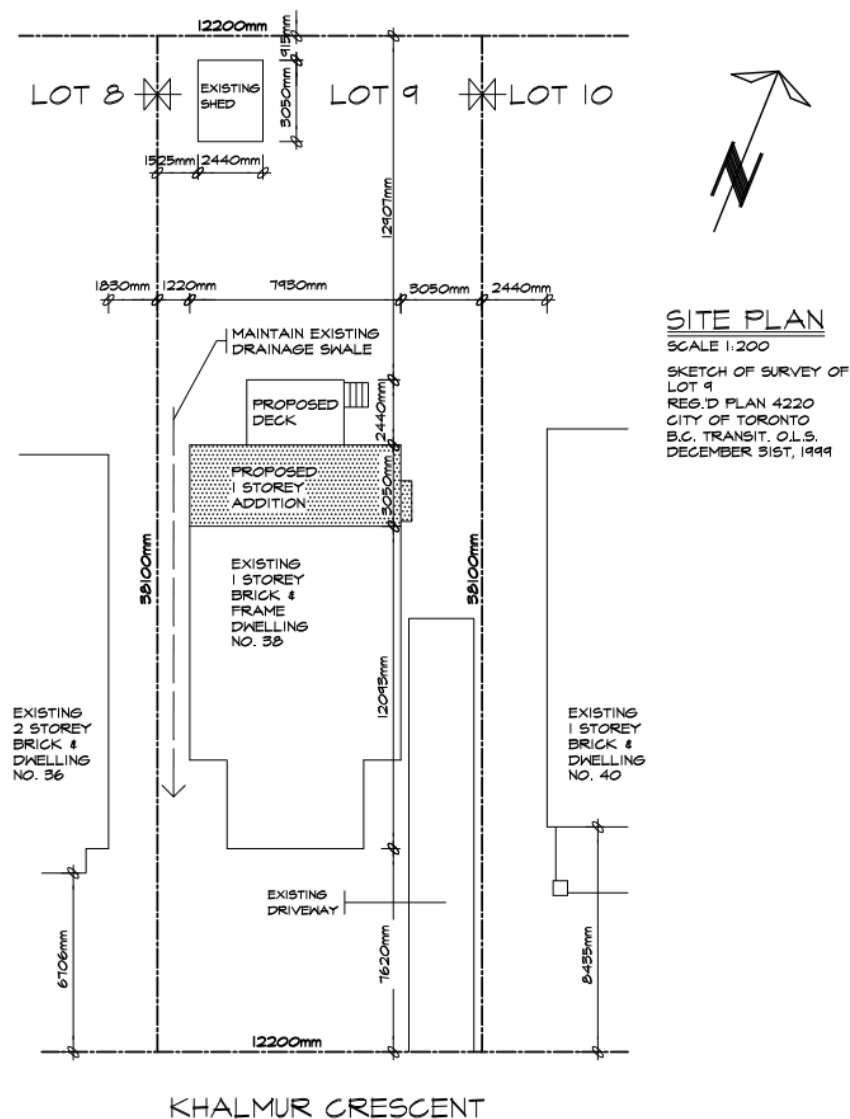 12200mm
915mm
LOT 8
EXISTING
SHED
3050mm
LOT 9
LOT 10
1525mm
2440mm
12907mm
N
1830mm
1220mm
7930mm
3050mm
2440mm
SITE PLAN
SCALE 1:200
SKETCH OF SURVEY OF
LOT 9
REG.'D PLAN 4220
CITY OF TORONTO
B.C. TRANSIT. O.L.S.
DECEMBER 31ST, 1999
MAINTAIN EXISTING
DRAINAGE SWALE
PROPOSED
DECK
2440mm
PROPOSED
1 STOREY
ADDITION
3050mm
38100mm
EXISTING
1 STOREY
BRICK &
FRAME
DWELLING
NO. 38
38100mm
12093mm
EXISTING
2 STOREY
BRICK &
DWELLING
NO. 36
EXISTING
1 STOREY
BRICK &
DWELLING
NO. 40
EXISTING
DRIVEWAY
6706mm
7620mm
8435mm
12200mm
KHALMUR CRESCENT